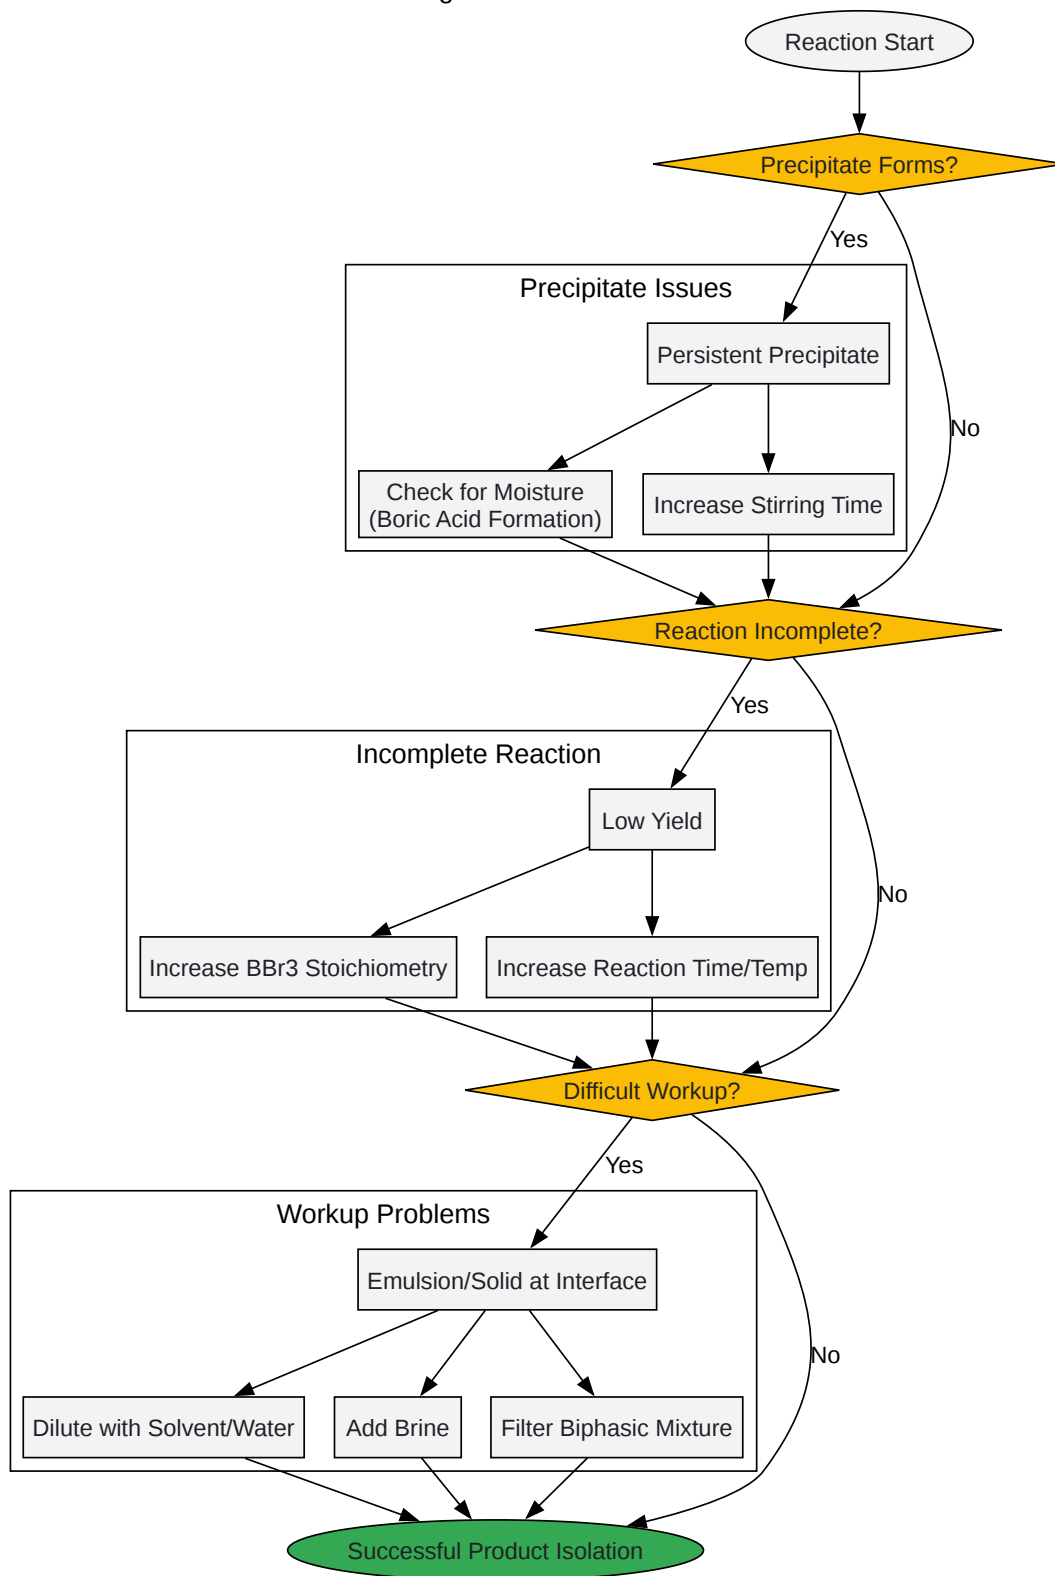 Reaction Start
Precipitate Forms?
Yes
Precipitate Issues
Persistent Precipitate
No
Check for Moisture
(Boric Acid Formation)
Increase Stirring Time
Reaction Incomplete?
Yes
Incomplete Reaction
Low Yield
No
Increase BBr3 Stoichiometry
Increase Reaction Time/Temp
Difficult Workup?
Yes
Workup Problems
Emulsion/Solid at Interface
No
Dilute with Solvent/Water
Add Brine
Filter Biphasic Mixture
Successful Product Isolation